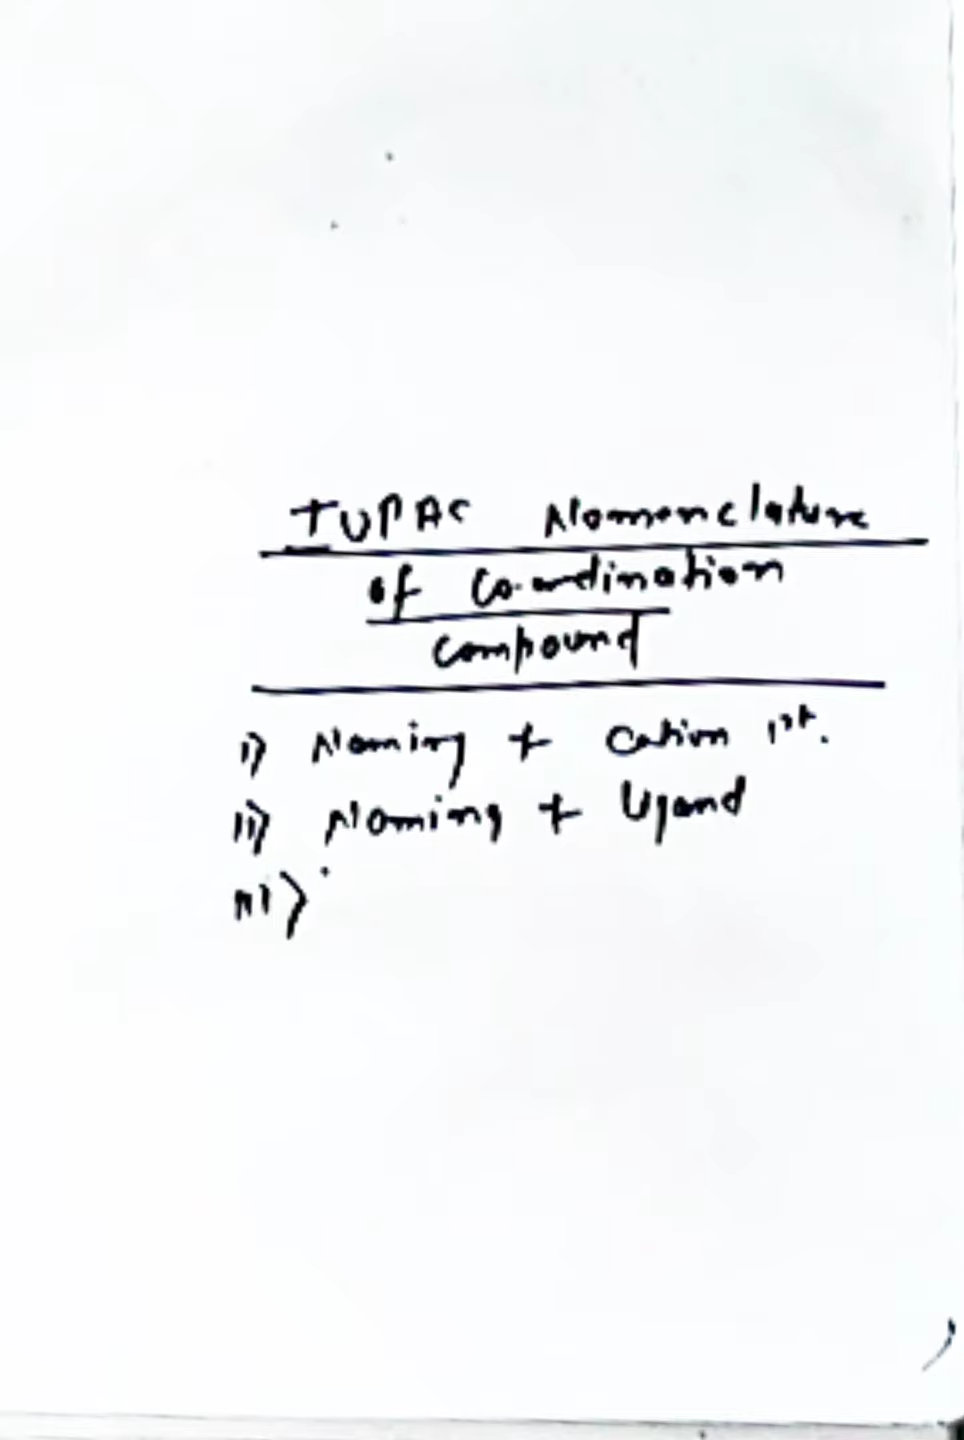 IUPAC Nomenclature
of Co-ordination
compound
i) Naming + Cation 1st.
ii) Naming + Ligand
iii)